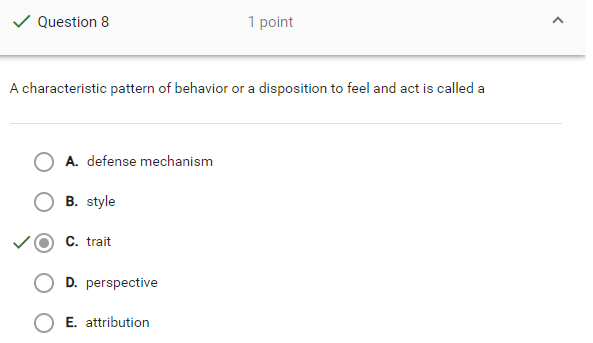 Question 8 1 point
A characteristic pattern of behavior or a disposition to feel and act is called a
A. defense mechanism
B. style
C. trait
D. perspective
E. attribution